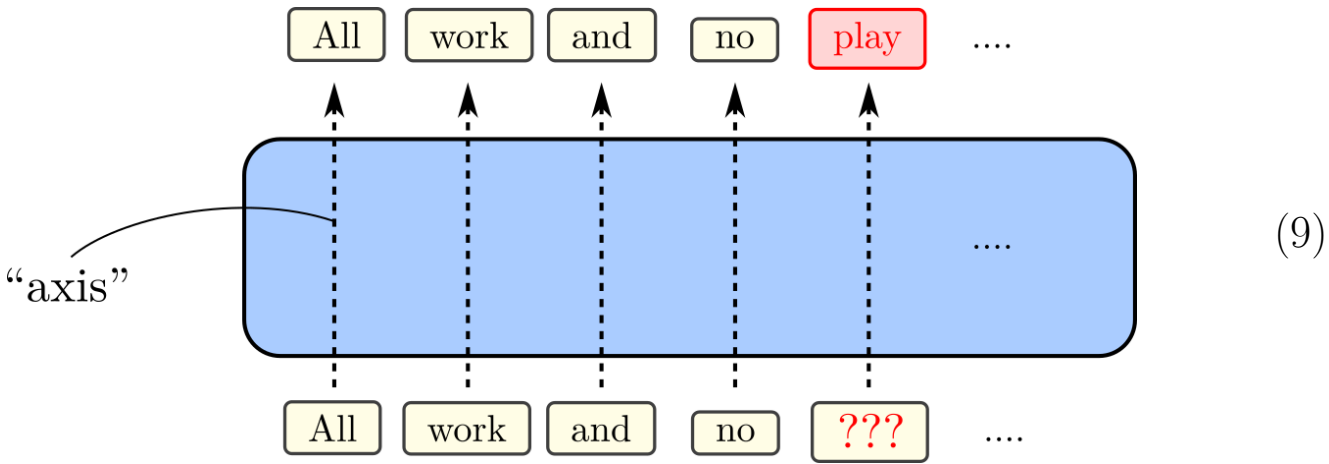 All work and no play ....
....
(9)
“axis”
All work and no ??? ....